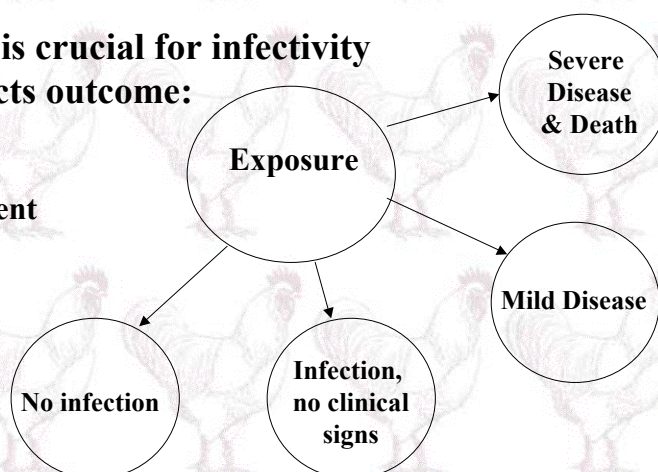 is crucial for infectivity
cts outcome:
ent
Exposure
Severe
Disease
& Death
Mild Disease
No infection
Infection,
no clinical
signs